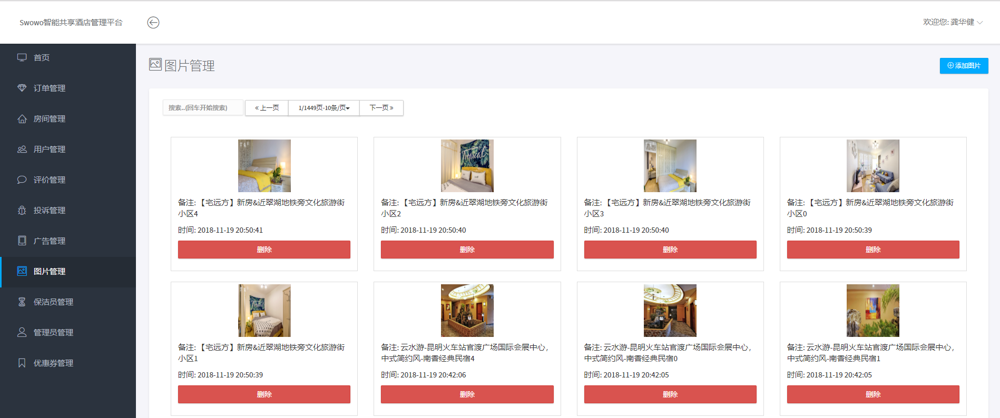 Swowo智能共享酒店管理平台
欢迎您: 龚华健
首页
订单管理
房间管理
用户管理
评价管理
投诉管理
广告管理
图片管理
保洁员管理
管理员管理
优惠券管理
图片管理
添加图片
搜索..(回车开始搜索)
« 上一页
1/1449页-10条/页
下一页 »
备注: 【宅远方】新房&近翠湖地铁旁文化旅游街
小区4
时间: 2018-11-19 20:50:41
删除
Tropical
备注: 【宅远方】新房&近翠湖地铁旁文化旅游街
小区2
时间: 2018-11-19 20:50:40
删除
备注: 【宅远方】新房&近翠湖地铁旁文化旅游街
小区3
时间: 2018-11-19 20:50:40
删除
备注: 【宅远方】新房&近翠湖地铁旁文化旅游街
小区0
时间: 2018-11-19 20:50:39
删除
备注: 【宅远方】新房&近翠湖地铁旁文化旅游街
小区1
时间: 2018-11-19 20:50:39
删除
备注: 云水游-昆明火车站官渡广场国际会展中心，
中式简约风-南香经典民宿4
时间: 2018-11-19 20:42:06
删除
备注: 云水游-昆明火车站官渡广场国际会展中心，
中式简约风-南香经典民宿0
时间: 2018-11-19 20:42:05
删除
备注: 云水游-昆明火车站官渡广场国际会展中心，
中式简约风-南香经典民宿1
时间: 2018-11-19 20:42:05
删除